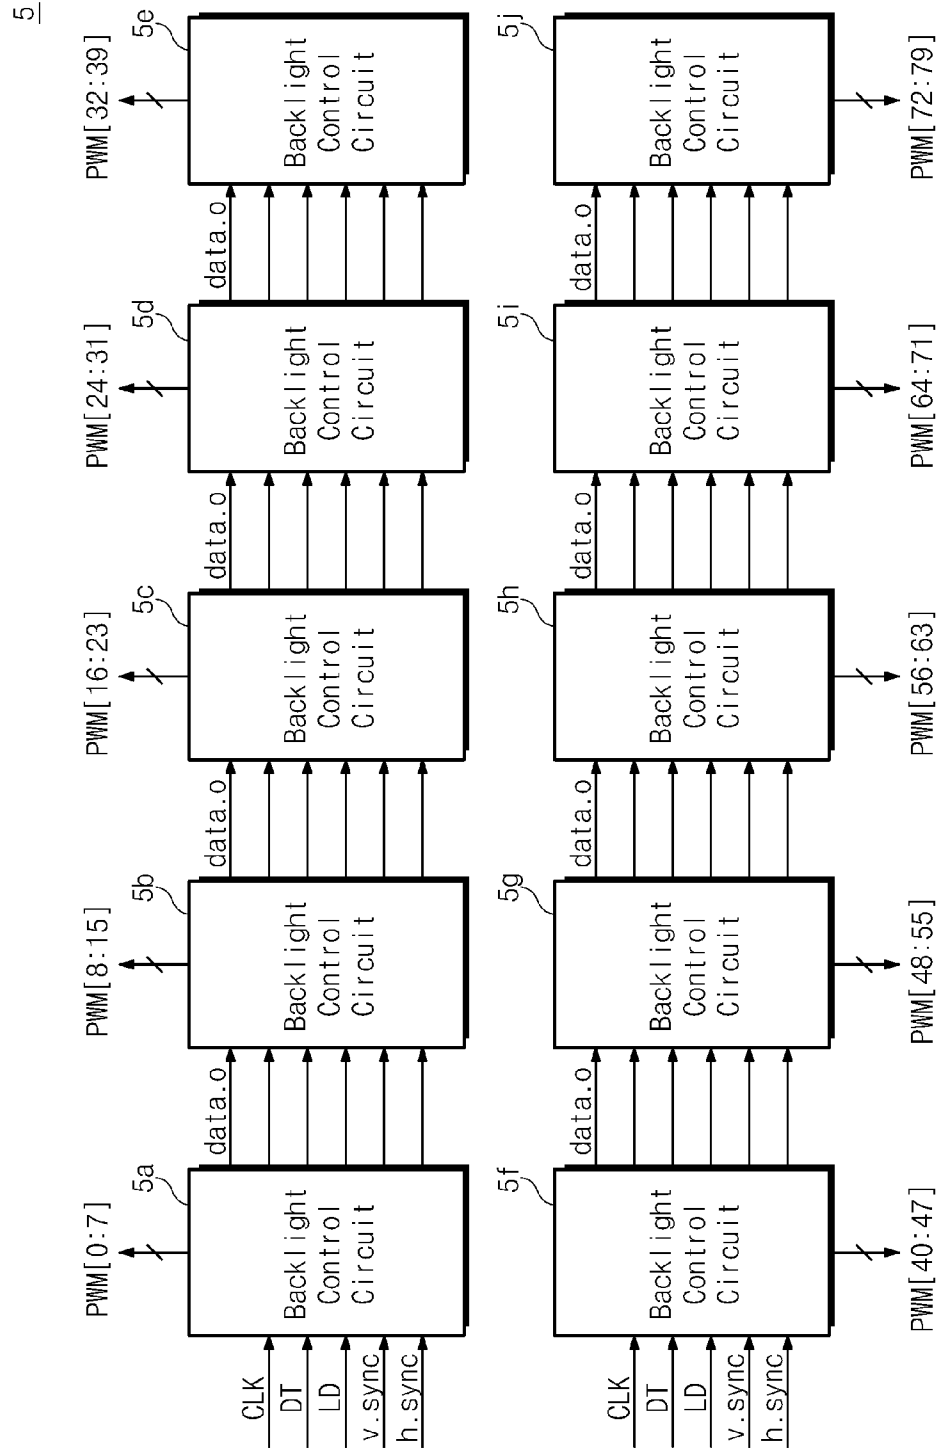 5
PWM[0:7]
PWM[8:15]
PWM[16:23]
PWM[24:31]
PWM[32:39]
5a
5b
5c
5d
5e
data.o
data.o
data.o
data.o
CLK
DT
LD
v.sync
h.sync
Backlight
Control
Circuit
Backlight
Control
Circuit
Backlight
Control
Circuit
Backlight
Control
Circuit
Backlight
Control
Circuit
5f
5g
5h
5i
5j
data.o
data.o
data.o
data.o
CLK
DT
LD
v.sync
h.sync
Backlight
Control
Circuit
Backlight
Control
Circuit
Backlight
Control
Circuit
Backlight
Control
Circuit
Backlight
Control
Circuit
PWM[40:47]
PWM[48:55]
PWM[56:63]
PWM[64:71]
PWM[72:79]